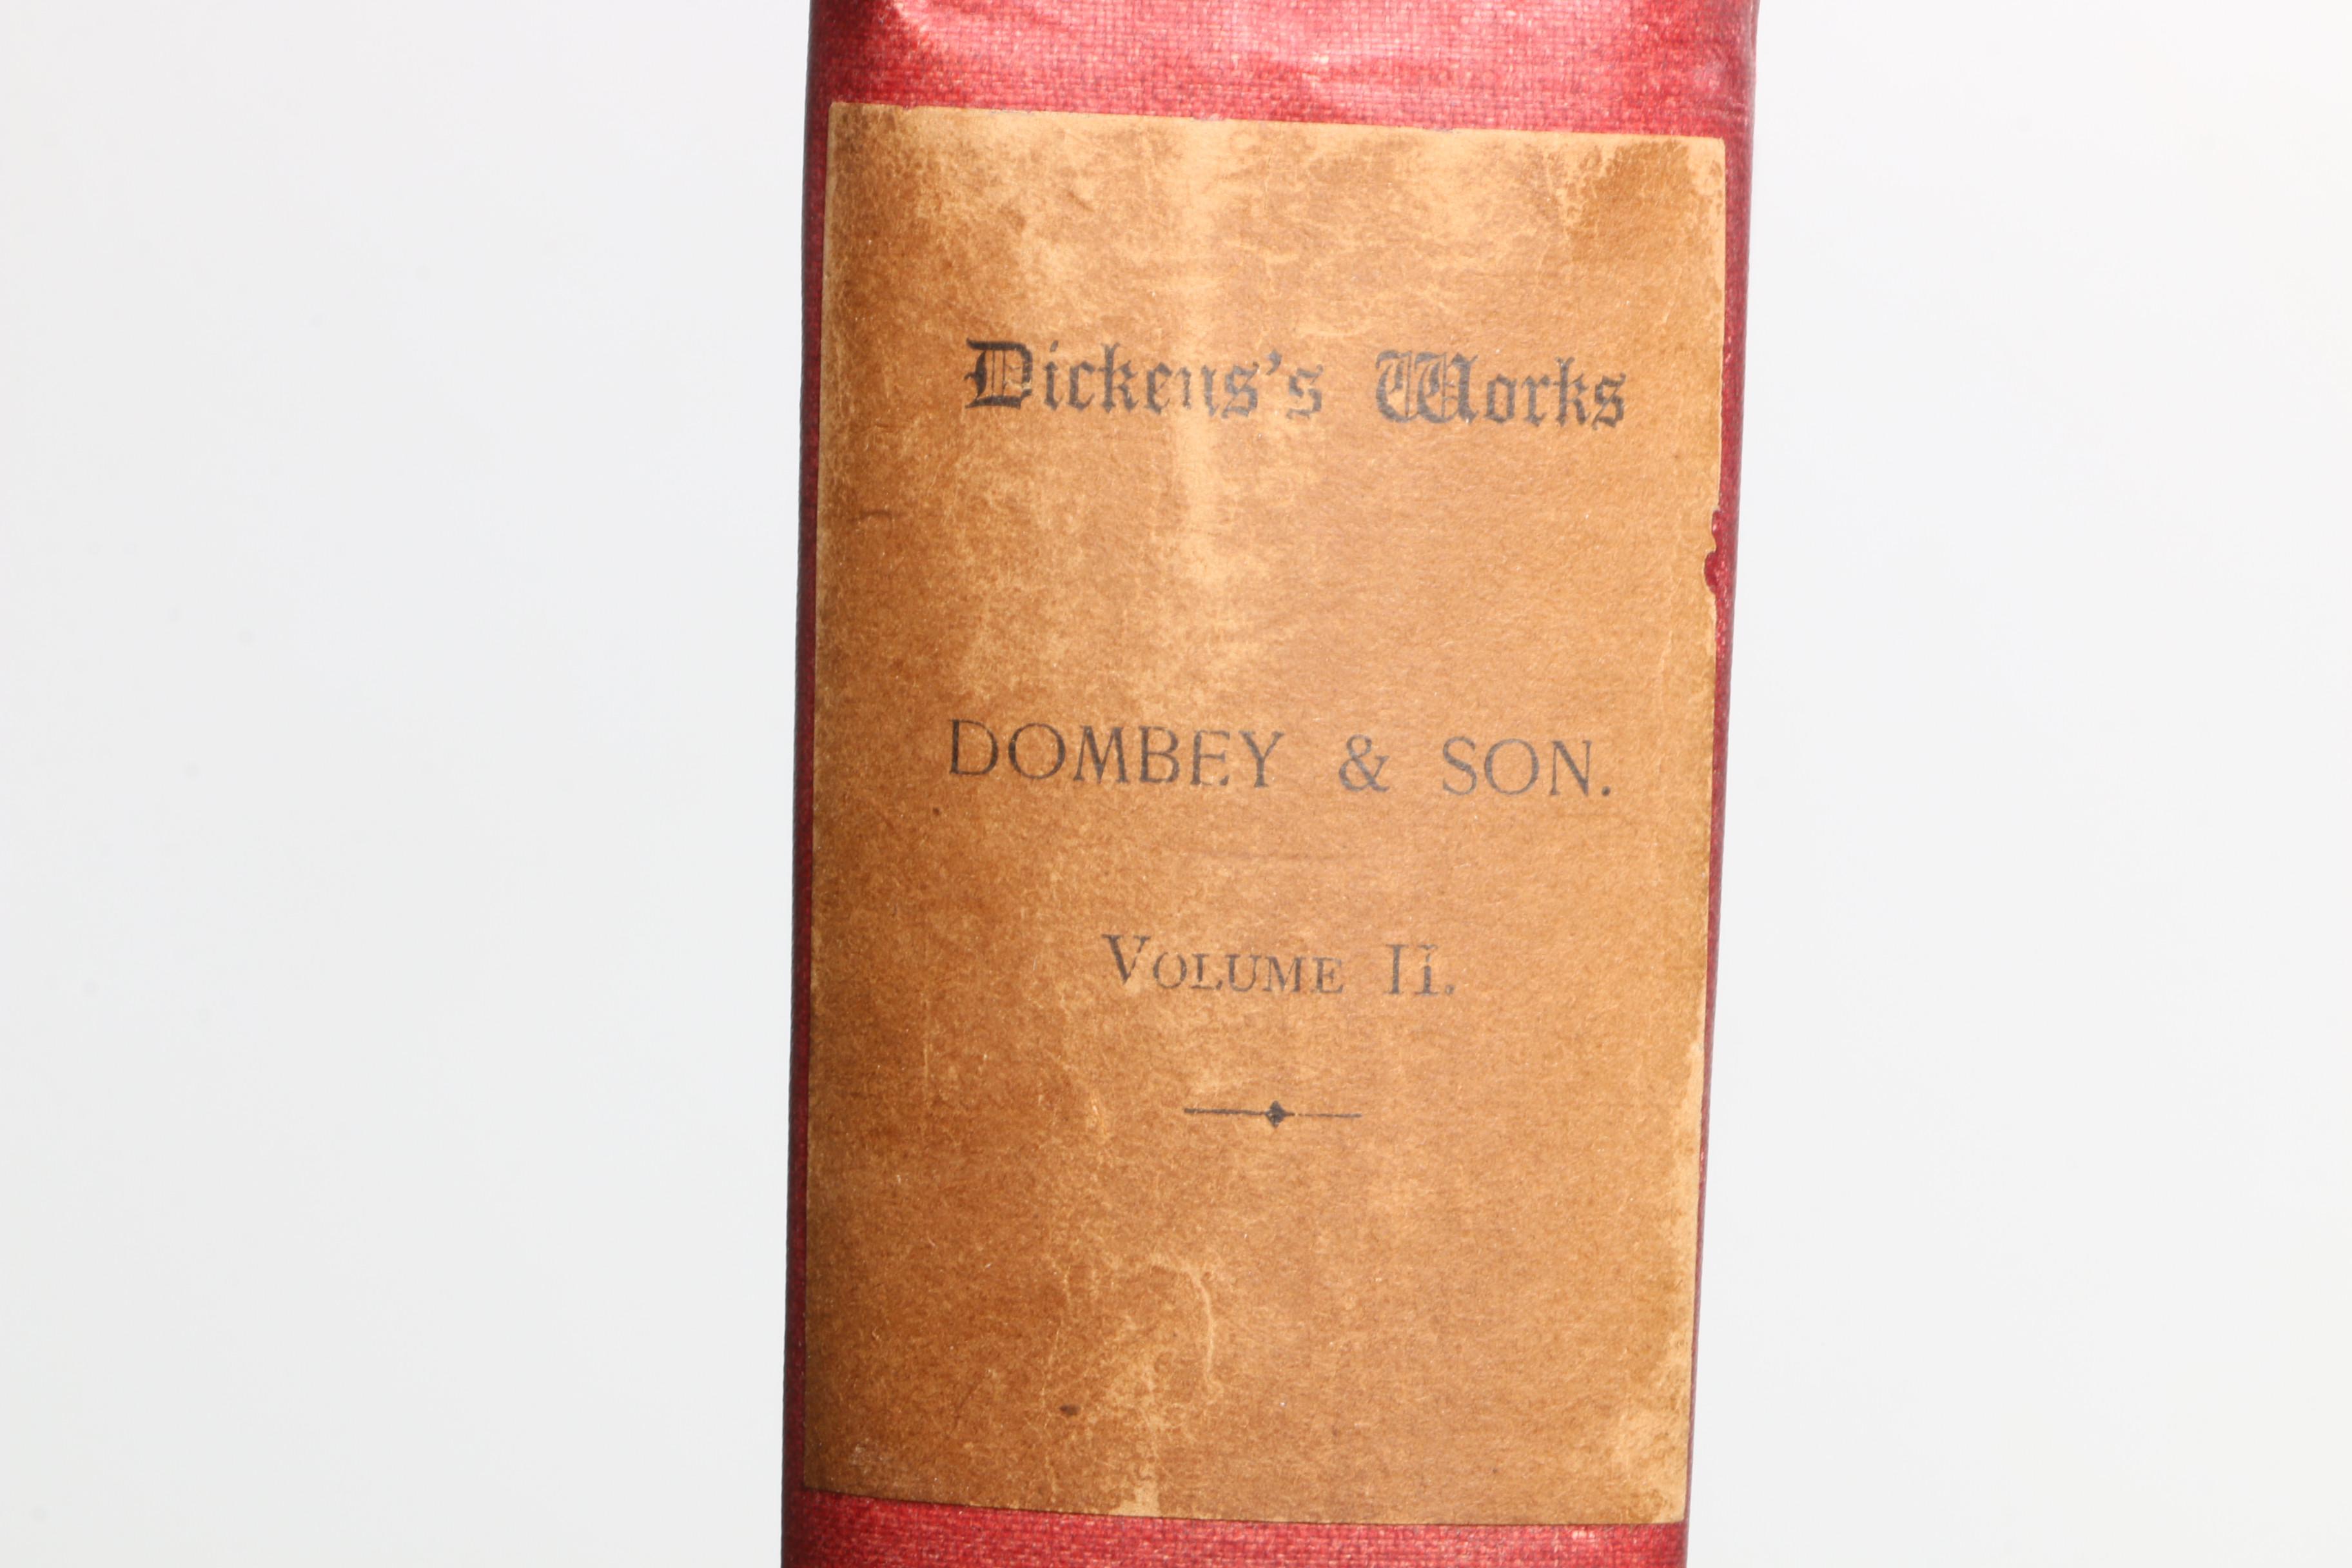 Dickens's Works
DOMBEY & SON.
VOLUME II.